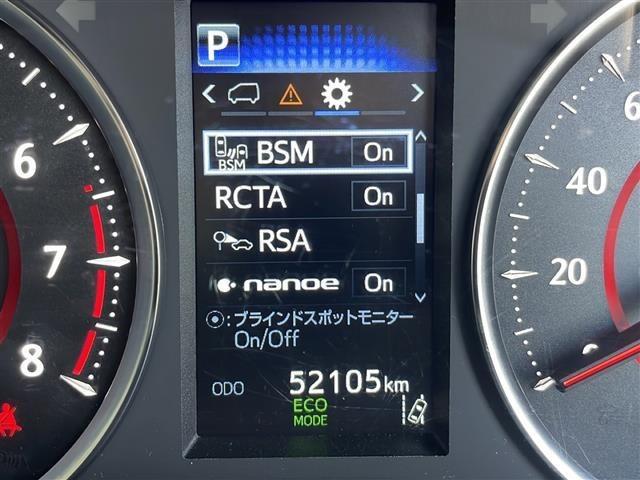 P
BSM BSM On
RCTA On
RSA
nanoe On
:ブラインドスポットモニター
On/Off
ODO 52105km
ECO
MODE
6
7
8
6
40
20